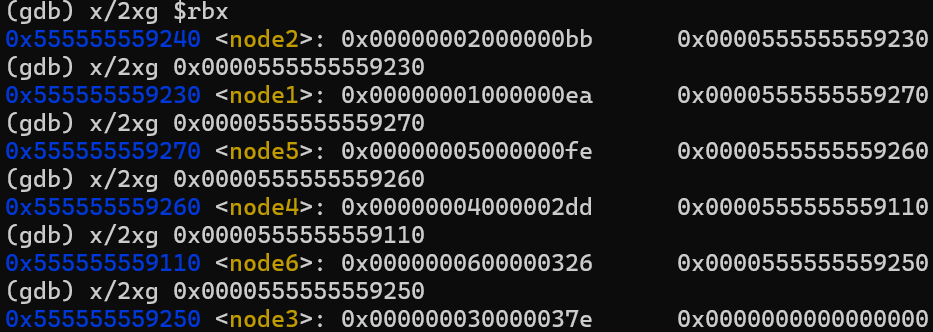 (gdb) x/2xg $rbx
0x555555559240 <node2>: 0x00000002000000bb 0x0000555555559230
(gdb) x/2xg 0x0000555555559230
0x555555559230 <node1>: 0x00000001000000ea 0x0000555555559270
(gdb) x/2xg 0x0000555555559270
0x555555559270 <node5>: 0x00000005000000fe 0x0000555555559260
(gdb) x/2xg 0x0000555555559260
0x555555559260 <node4>: 0x00000004000002dd 0x0000555555559110
(gdb) x/2xg 0x0000555555559110
0x555555559110 <node6>: 0x0000000600000326 0x0000555555559250
(gdb) x/2xg 0x0000555555559250
0x555555559250 <node3>: 0x000000030000037e 0x0000000000000000